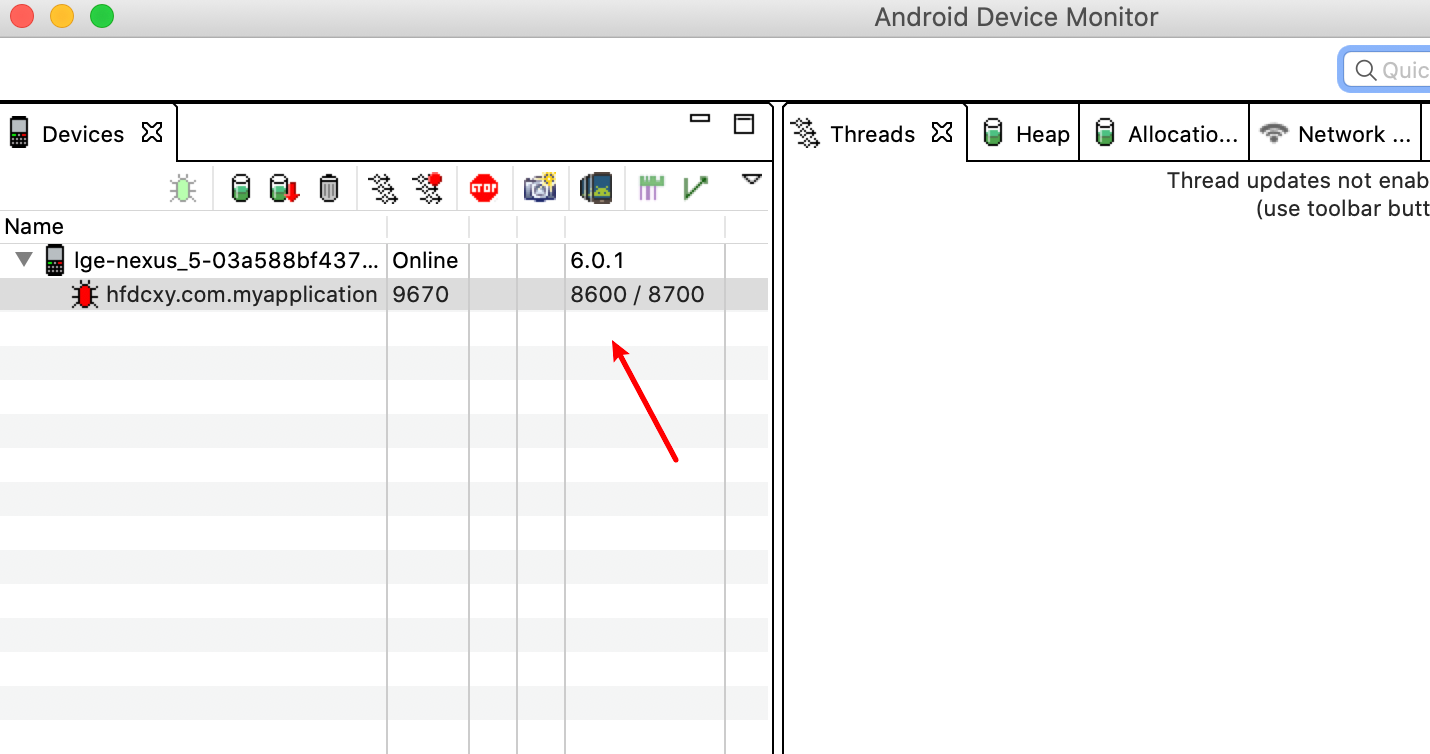 Android Device Monitor
Quic
Devices
Threads
Heap
Allocatio...
Network ...
STOP
Thread updates not enab
(use toolbar butt
Name
lge-nexus_5-03a588bf437... Online 6.0.1
hfdcxy.com.myapplication 9670 8600 / 8700